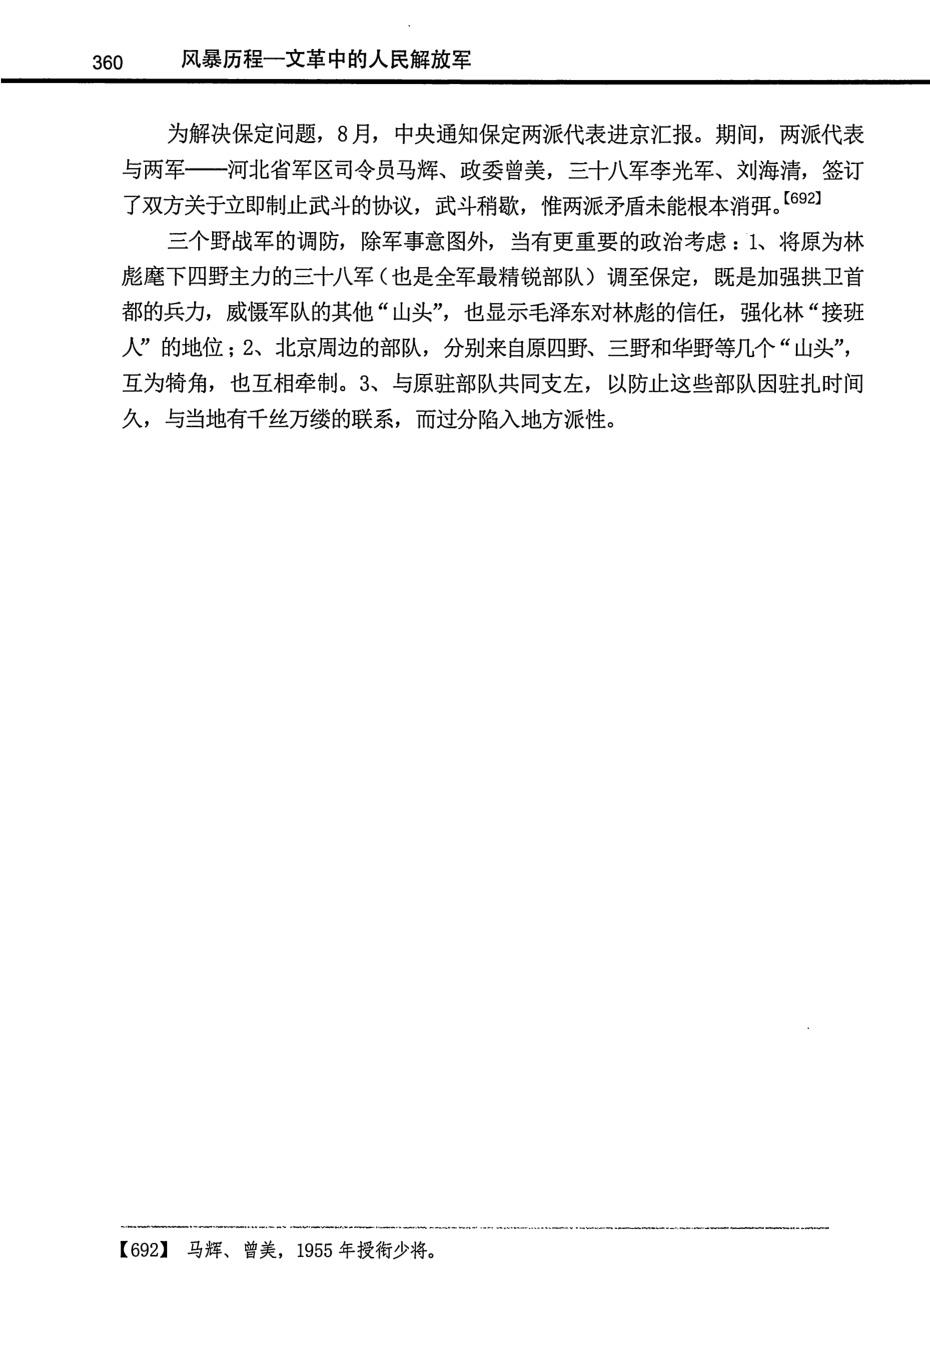 360 风暴历程—文革中的人民解放军
为解决保定问题，8月，中央通知保定两派代表进京汇报。期间，两派代表
与两军——河北省军区司令员马辉、政委曾美，三十八军李光军、刘海清，签订
了双方关于立即制止武斗的协议，武斗稍歇，惟两派矛盾未能根本消弭。【692】
三个野战军的调防，除军事意图外，当有更重要的政治考虑：1、将原为林
彪麾下四野主力的三十八军（也是全军最精锐部队）调至保定，既是加强拱卫首
都的兵力，威慑军队的其他“山头”，也显示毛泽东对林彪的信任，强化林“接班
人”的地位；2、北京周边的部队，分别来自原四野、三野和华野等几个“山头”，
互为犄角，也互相牵制。3、与原驻部队共同支左，以防止这些部队因驻扎时间
久，与当地有千丝万缕的联系，而过分陷入地方派性。
【692】 马辉、曾美，1955年授衔少将。